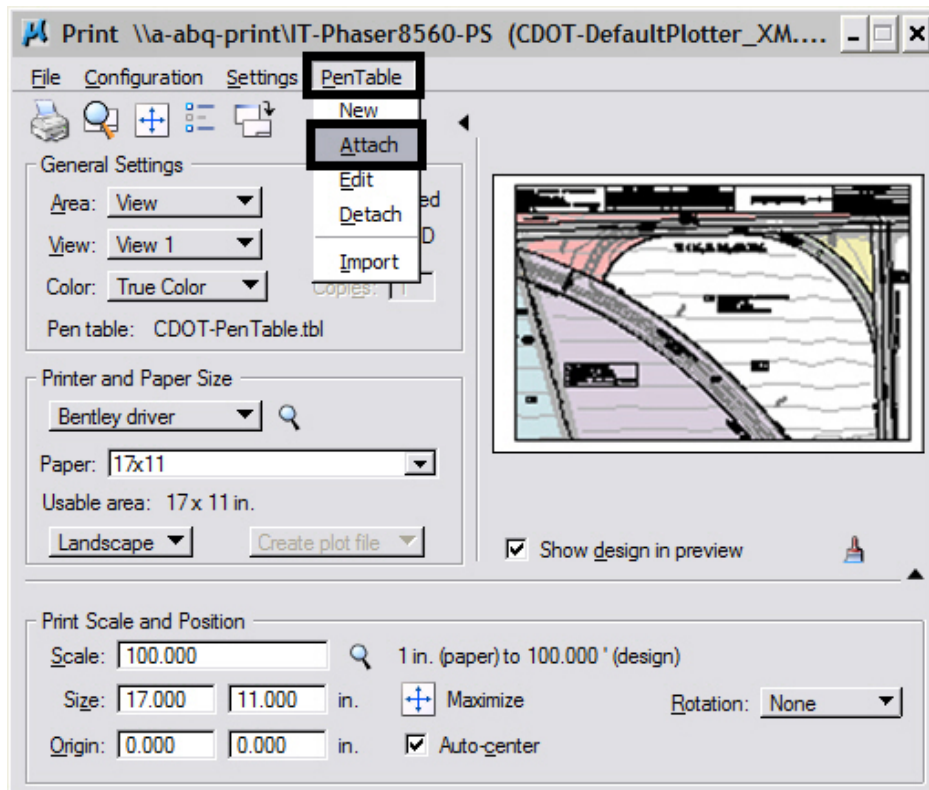 Print \\a-abq-print\IT-Phaser8560-PS (CDOT-DefaultPlotter_XM....
File Configuration Settings PenTable
New
Attach
Edit
Detach
Import
General Settings
Area: View
View: View 1
Color: True Color
ed
D
Copies: 1
Pen table: CDOT-PenTable.tbl
Printer and Paper Size
Bentley driver
Paper: 17x11
Usable area: 17 x 11 in.
Landscape Create plot file
Show design in preview
Print Scale and Position
Scale: 100.000 1 in. (paper) to 100.000 ' (design)
Size: 17.000 11.000 in. Maximize Rotation: None
Origin: 0.000 0.000 in. Auto-center